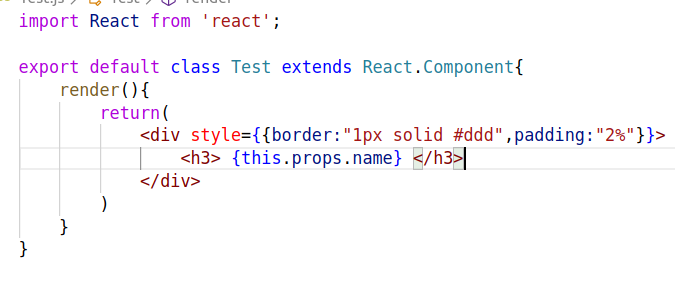 Test.js > Test > render
import React from 'react';
export default class Test extends React.Component{
render(){
return(
<div style={{border:"1px solid #ddd",padding:"2%"}}>
<h3> {this.props.name} </h3>
</div>
)
}
}